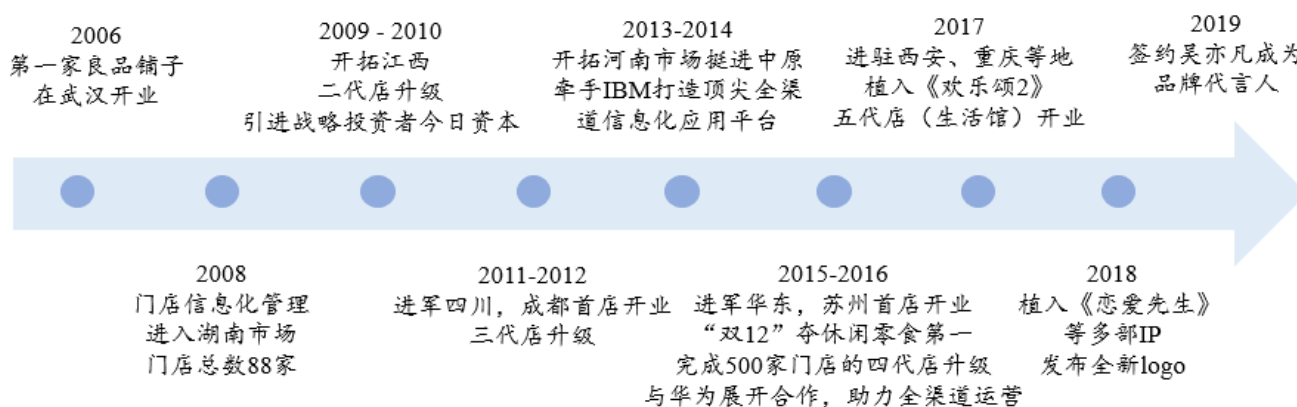 2006
第一家良品铺子
在武汉开业
2008
门店信息化管理
进入湖南市场
门店总数88家
2009 - 2010
开拓江西
二代店升级
引进战略投资者今日资本
2011-2012
进军四川，成都首店开业
三代店升级
2013-2014
开拓河南市场挺进中原
牵手IBM打造顶尖全渠
道信息化应用平台
2015-2016
进军华东，苏州首店开业
“双12”夺休闲零食第一
完成500家门店的四代店升级
与华为展开合作，助力全渠道运营
2017
进驻西安、重庆等地
植入《欢乐颂2》
五代店（生活馆）开业
2018
植入《恋爱先生》
等多部IP
发布全新logo
2019
签约吴亦凡成为
品牌代言人